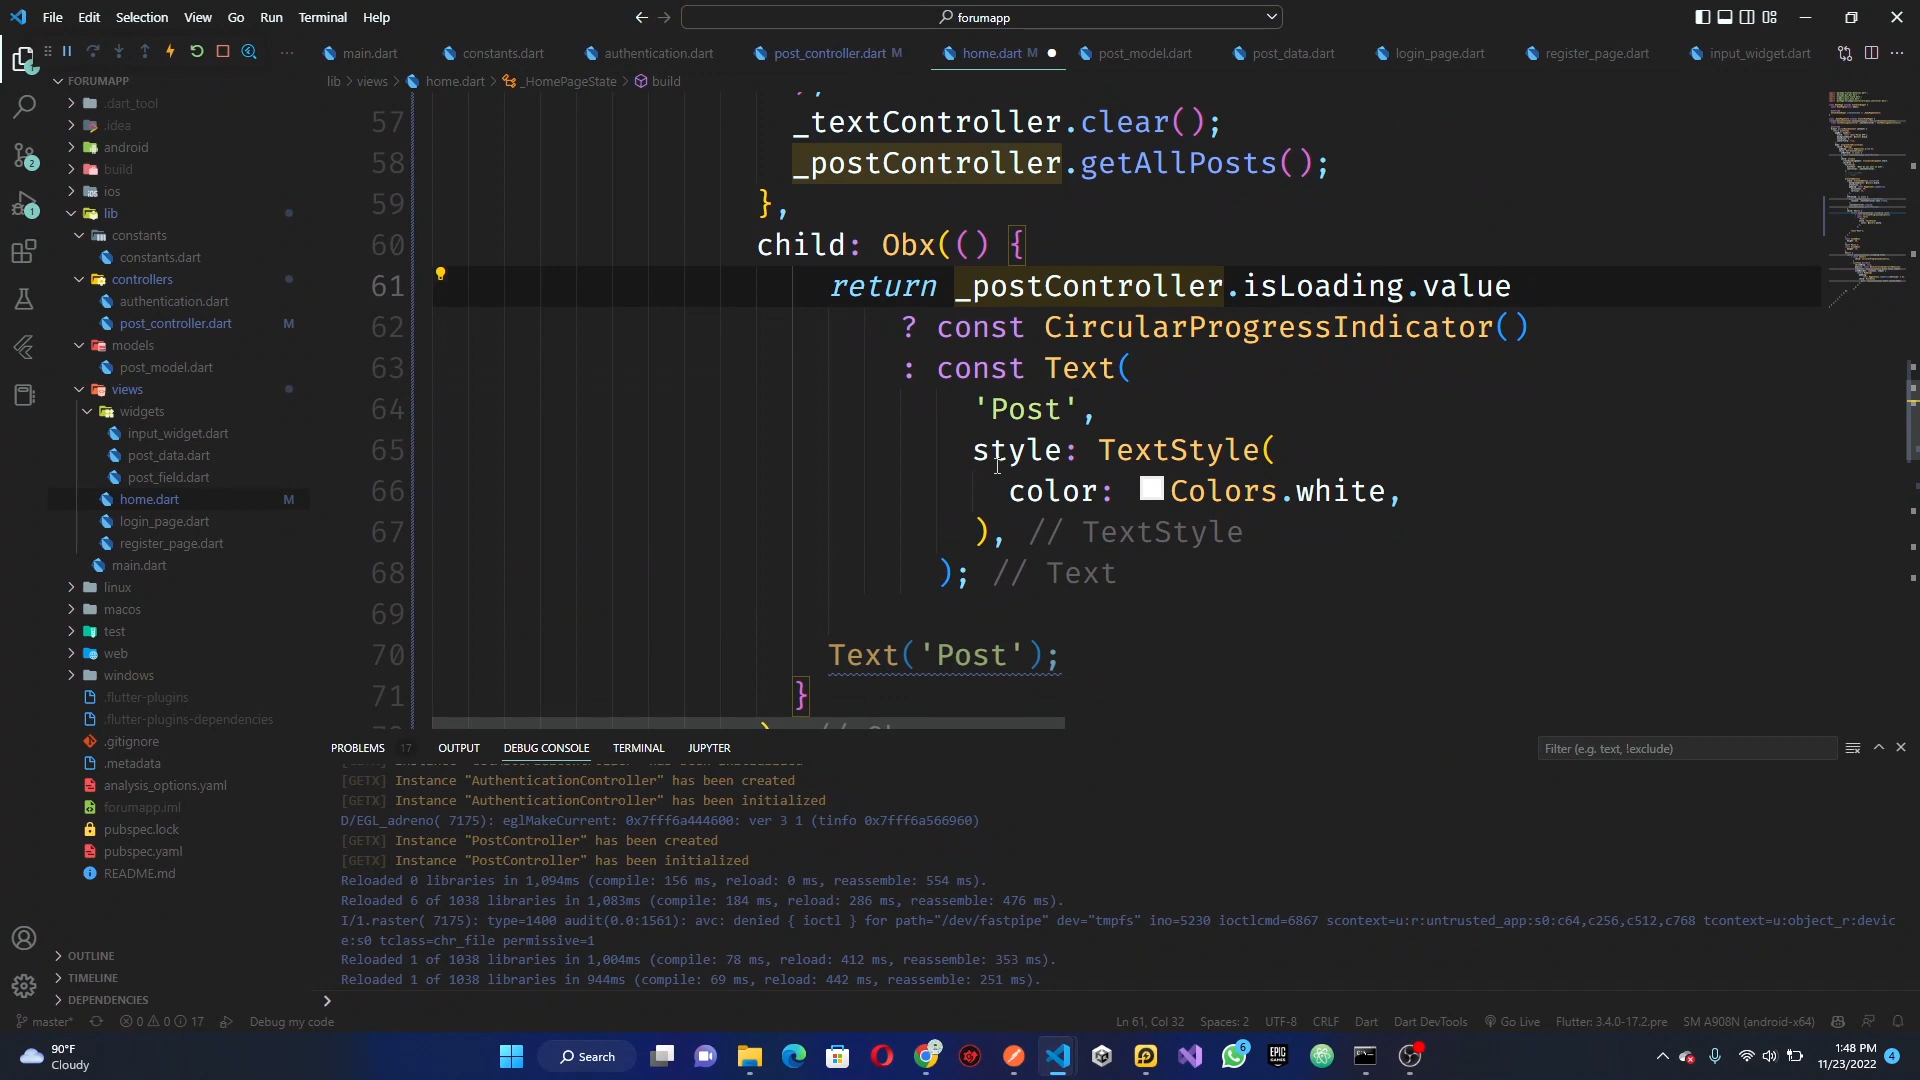 File Edit Selection View Go Run Terminal Help
forumapp
main.dart
constants.dart
authentication.dart
post_controller.dart M
home.dart M
post_model.dart
post_data.dart
login_page.dart
register_page.dart
input_widget.dart
lib > views > home.dart > _HomePageState > build
FORUMAPP
.dart_tool
.idea
android
build
ios
lib
constants
constants.dart
controllers
authentication.dart
post_controller.dart M
models
post_model.dart
views
widgets
input_widget.dart
post_data.dart
post_field.dart
home.dart M
login_page.dart
register_page.dart
main.dart
linux
macos
test
web
windows
.flutter-plugins
.flutter-plugins-dependencies
.gitignore
.metadata
analysis_options.yaml
forumapp.iml
pubspec.lock
pubspec.yaml
README.md
OUTLINE
TIMELINE
DEPENDENCIES
2
1
57 _textController.clear();
58 _postController.getAllPosts();
59 },
60 child: Obx(() {
61 return _postController.isLoading.value
62 ? const CircularProgressIndicator()
63 : const Text(
64 'Post',
65 style: TextStyle(
66 color: Colors.white,
67 ), // TextStyle
68 ); // Text
69
70 Text('Post');
71 }
PROBLEMS 17 OUTPUT DEBUG CONSOLE TERMINAL JUPYTER
Filter (e.g. text, !exclude)
[GETX] Instance "AuthenticationController" has been created
[GETX] Instance "AuthenticationController" has been initialized
D/EGL_adreno( 7175): eglMakeCurrent: 0x7fff6a444600: ver 3 1 (tinfo 0x7fff6a566960)
[GETX] Instance "PostController" has been created
[GETX] Instance "PostController" has been initialized
Reloaded 0 libraries in 1,094ms (compile: 156 ms, reload: 0 ms, reassemble: 554 ms).
Reloaded 6 of 1038 libraries in 1,083ms (compile: 184 ms, reload: 286 ms, reassemble: 476 ms).
I/1.raster( 7175): type=1400 audit(0.0:1561): avc: denied { ioctl } for path="/dev/fastpipe" dev="tmpfs" ino=5230 ioctlcmd=6867 scontext=u:r:untrusted_app:s0:c64,c256,c512,c768 tcontext=u:object_r:devic
e:s0 tclass=chr_file permissive=1
Reloaded 1 of 1038 libraries in 1,004ms (compile: 78 ms, reload: 412 ms, reassemble: 353 ms).
Reloaded 1 of 1038 libraries in 944ms (compile: 69 ms, reload: 442 ms, reassemble: 251 ms).
master* 0 0 17 Debug my code
Ln 61, Col 32 Spaces: 2 UTF-8 CRLF Dart Dart DevTools Go Live Flutter: 3.4.0-17.2.pre SM A908N (android-x64)
90°F
Cloudy
Search
6
EPIC GAMES
1:48 PM
11/23/2022
4